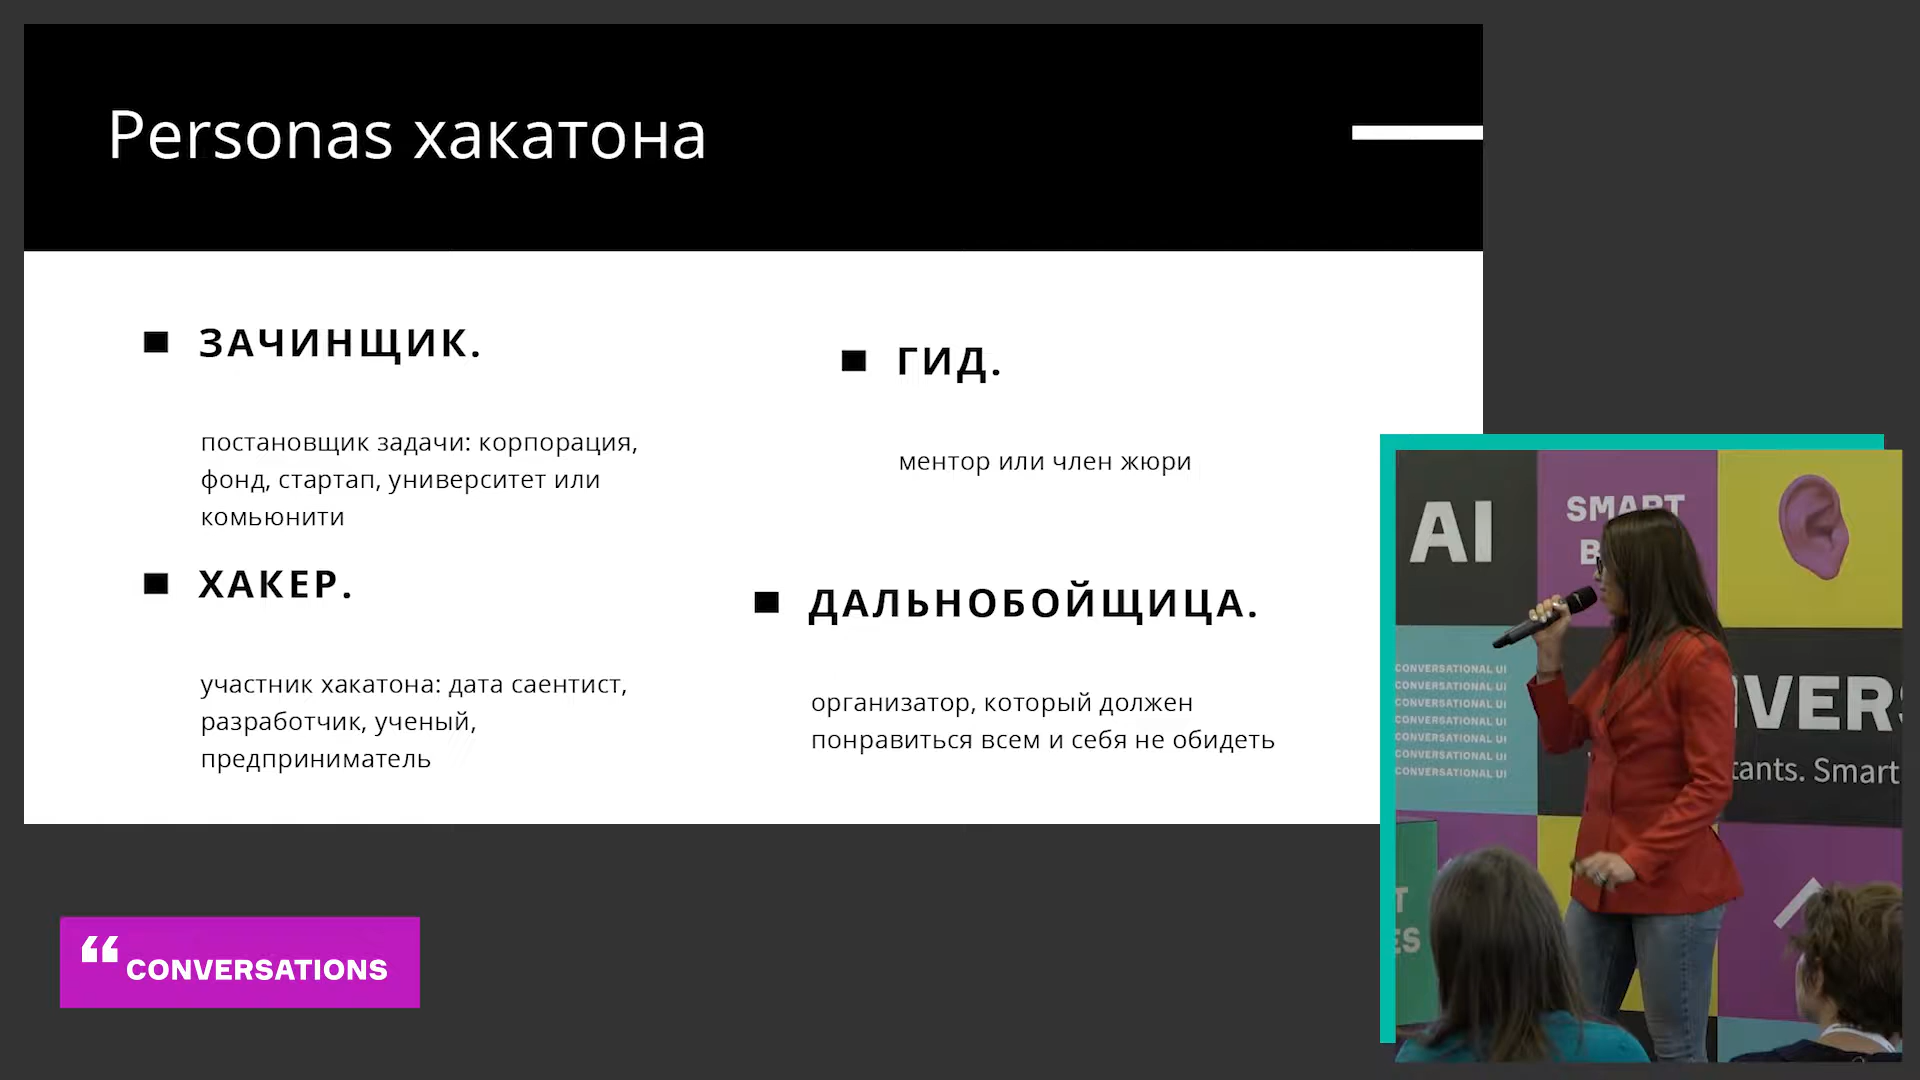 Personas хакатона
ЗАЧИНЩИК.
постановщик задачи: корпорация,
фонд, стартап, университет или
комьюнити
ХАКЕР.
участник хакатона: дата саентист,
разработчик, ученый,
предприниматель
ГИД.
ментор или член жюри
ДАЛЬНОБОЙЩИЦА.
организатор, который должен
понравиться всем и себя не обидеть
“ CONVERSATIONS
AI
SMART
CONVERSATIONAL UI
CONVERSATIONAL UI
CONVERSATIONAL UI
CONVERSATIONAL UI
CONVERSATIONAL UI
CONVERSATIONAL UI
CONVERSATIONAL UI
Smart